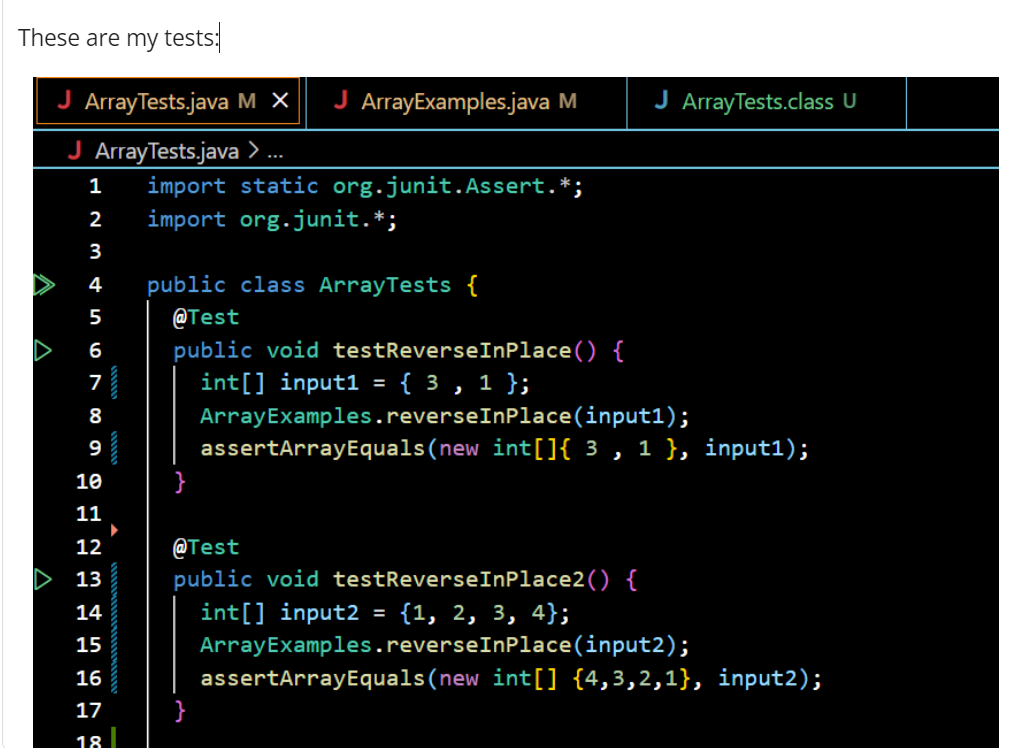 These are my tests:
ArrayTests.java M × ArrayExamples.java M ArrayTests.class U
ArrayTests.java > ...
1 import static org.junit.Assert.*;
2 import org.junit.*;
3
4 public class ArrayTests {
5 @Test
6 public void testReverseInPlace() {
7 int[] input1 = { 3 , 1 };
8 ArrayExamples.reverseInPlace(input1);
9 assertArrayEquals(new int[]{ 3 , 1 }, input1);
10 }
11
12 @Test
13 public void testReverseInPlace2() {
14 int[] input2 = {1, 2, 3, 4};
15 ArrayExamples.reverseInPlace(input2);
16 assertArrayEquals(new int[] {4,3,2,1}, input2);
17 }
18